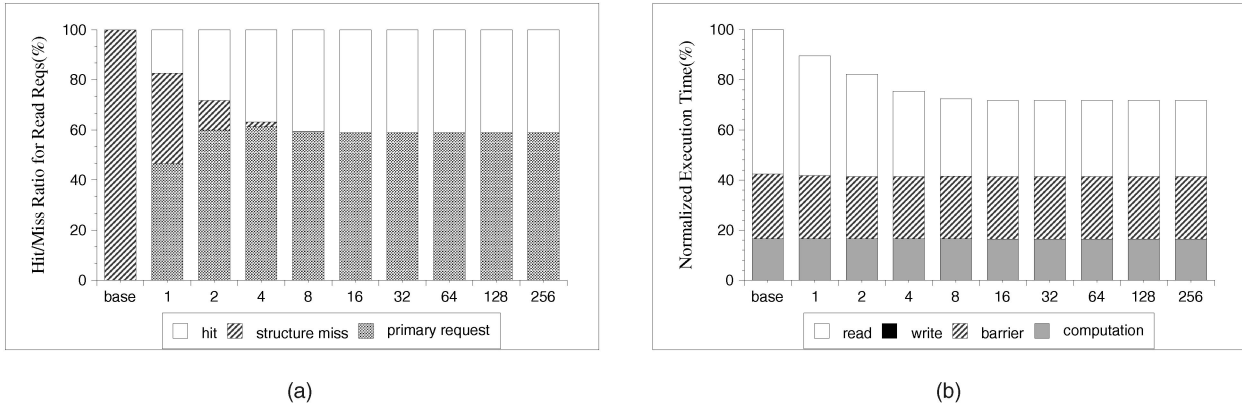 Hit/Miss Ratio for Read Reqs(%)
100
80
60
40
20
0
base 1 2 4 8 16 32 64 128 256
hit structure miss primary request
(a)
Normalized Execution Time(%)
100
80
60
40
20
0
base 1 2 4 8 16 32 64 128 256
read write barrier computation
(b)